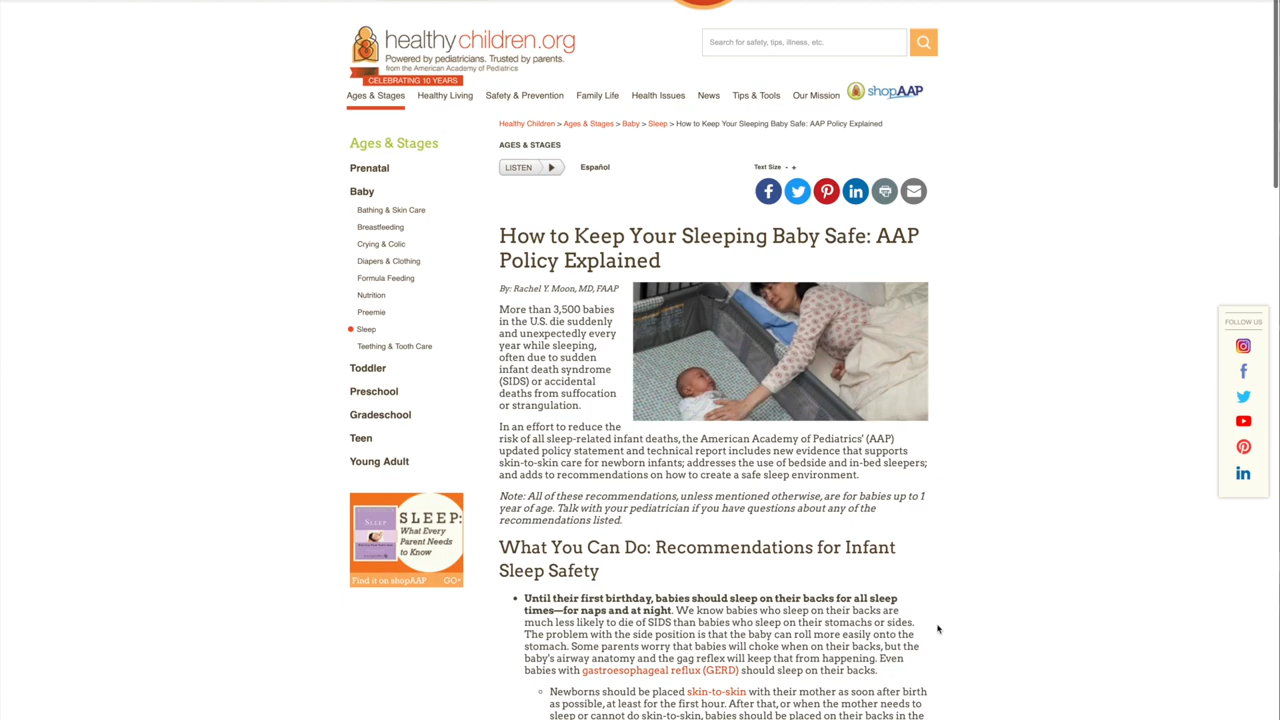 healthychildren.org
Powered by pediatricians. Trusted by parents.
from the American Academy of Pediatrics
CELEBRATING 10 YEARS
Search for safety, tips, illness, etc.
Ages & Stages Healthy Living Safety & Prevention Family Life Health Issues News Tips & Tools Our Mission shopAAP
Healthy Children > Ages & Stages > Baby > Sleep > How to Keep Your Sleeping Baby Safe: AAP Policy Explained
Ages & Stages
Prenatal
Baby
Bathing & Skin Care
Breastfeeding
Crying & Colic
Diapers & Clothing
Formula Feeding
Nutrition
Preemie
Sleep
Teething & Tooth Care
Toddler
Preschool
Gradeschool
Teen
Young Adult
SLEEP
SLEEP:
What Every
Parent Needs
to Know
Find it on shopAAP GO
AGES & STAGES
LISTEN Español
Text Size - +
How to Keep Your Sleeping Baby Safe: AAP
Policy Explained
By: Rachel Y. Moon, MD, FAAP
More than 3,500 babies
in the U.S. die suddenly
and unexpectedly every
year while sleeping,
often due to sudden
infant death syndrome
(SIDS) or accidental
deaths from suffocation
or strangulation.
In an effort to reduce the
risk of all sleep-related infant deaths, the American Academy of Pediatrics' (AAP)
updated policy statement and technical report includes new evidence that supports
skin-to-skin care for newborn infants; addresses the use of bedside and in-bed sleepers;
and adds to recommendations on how to create a safe sleep environment.
Note: All of these recommendations, unless mentioned otherwise, are for babies up to 1
year of age. Talk with your pediatrician if you have questions about any of the
recommendations listed.
What You Can Do: Recommendations for Infant
Sleep Safety
Until their first birthday, babies should sleep on their backs for all sleep
times—for naps and at night. We know babies who sleep on their backs are
much less likely to die of SIDS than babies who sleep on their stomachs or sides.
The problem with the side position is that the baby can roll more easily onto the
stomach. Some parents worry that babies will choke when on their backs, but the
baby's airway anatomy and the gag reflex will keep that from happening. Even
babies with gastroesophageal reflux (GERD) should sleep on their backs.
Newborns should be placed skin-to-skin with their mother as soon after birth
as possible, at least for the first hour. After that, or when the mother needs to
sleep or cannot do skin-to-skin, babies should be placed on their backs in the
FOLLOW US